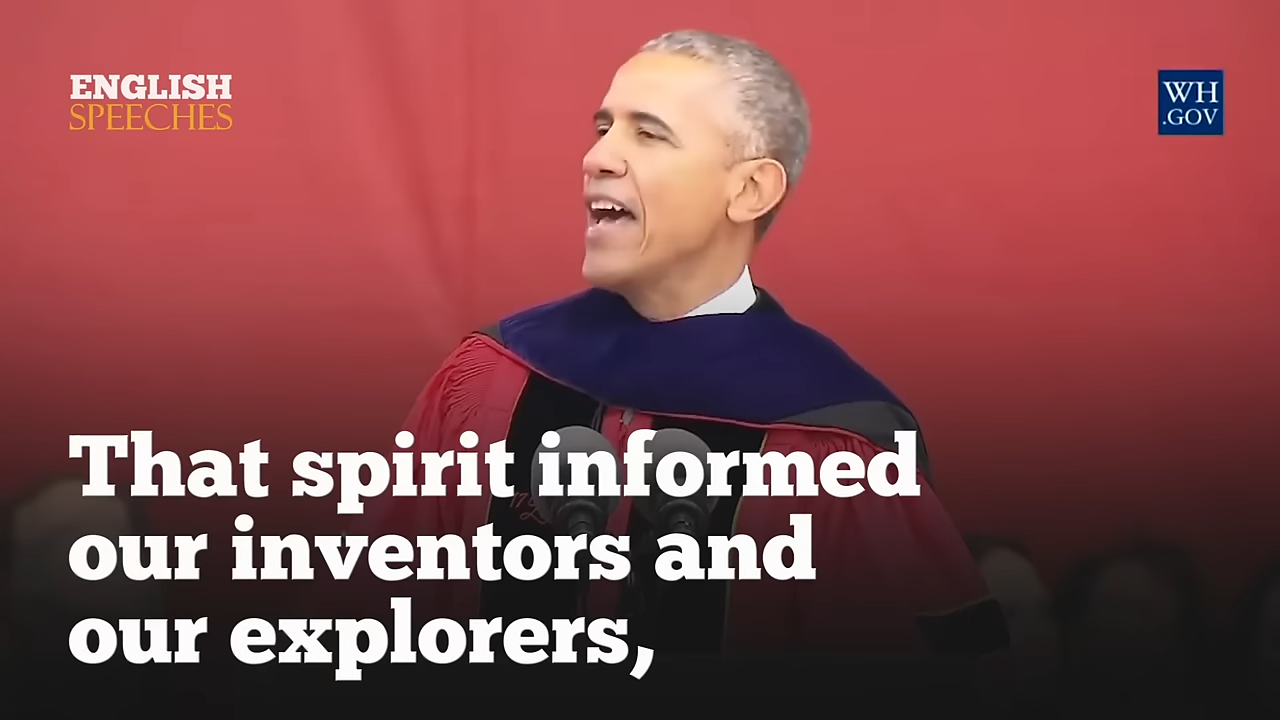 ENGLISH
SPEECHES
WH
.GOV
That spirit informed
our inventors and
our explorers,